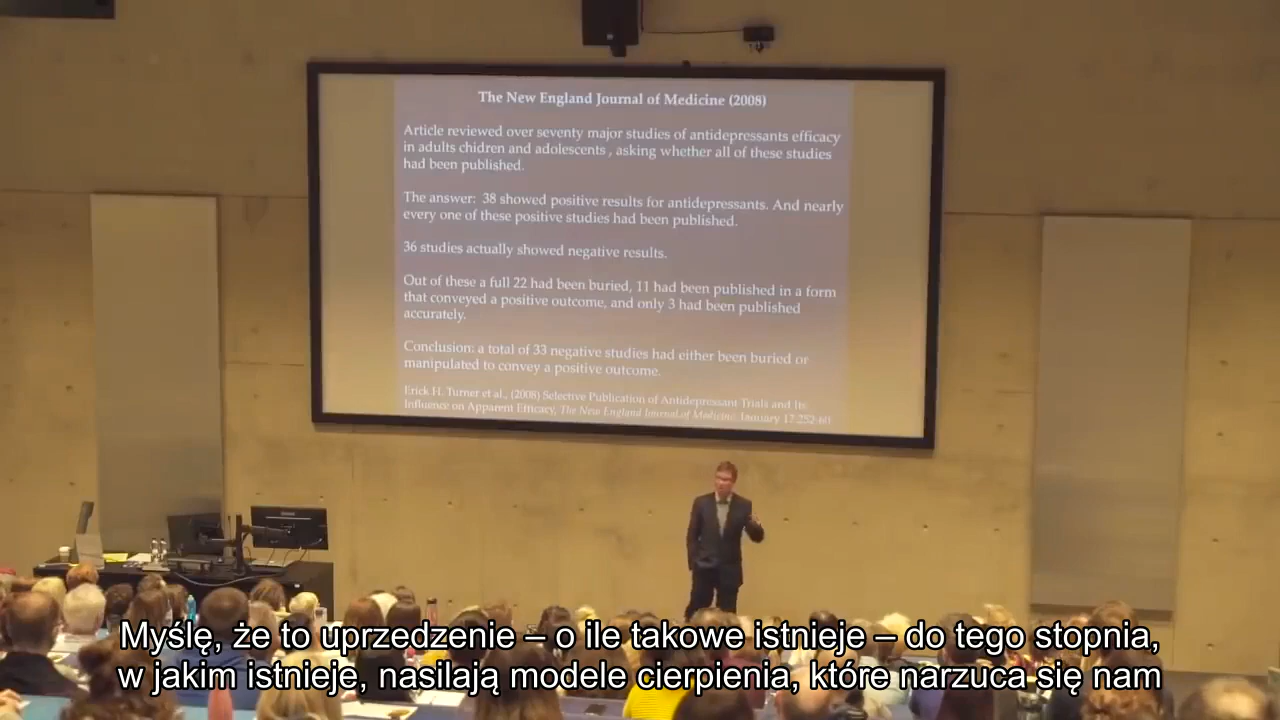 The New England Journal of Medicine (2008)
Article reviewed over seventy major studies of antidepressants efficacy
in adults chidren and adolescents , asking whether all of these studies
had been published.
The answer: 38 showed positive results for antidepressants. And nearly
every one of these positive studies had been published.
36 studies actually showed negative results.
Out of these a full 22 had been buried, 11 had been published in a form
that conveyed a positive outcome, and only 3 had been published
accurately.
Conclusion: a total of 33 negative studies had either been buried or
manipulated to convey a positive outcome.
Erick H. Turner et al., (2008) Selective Publication of Antidepressant Trials and Its
Influence on Apparent Efficacy, The New England Journal of Medicine January 17:252-60
Myślę, że to uprzedzenie – o ile takowe istnieje – do tego stopnia,
w jakim istnieje, nasilają modele cierpienia, które narzuca się nam